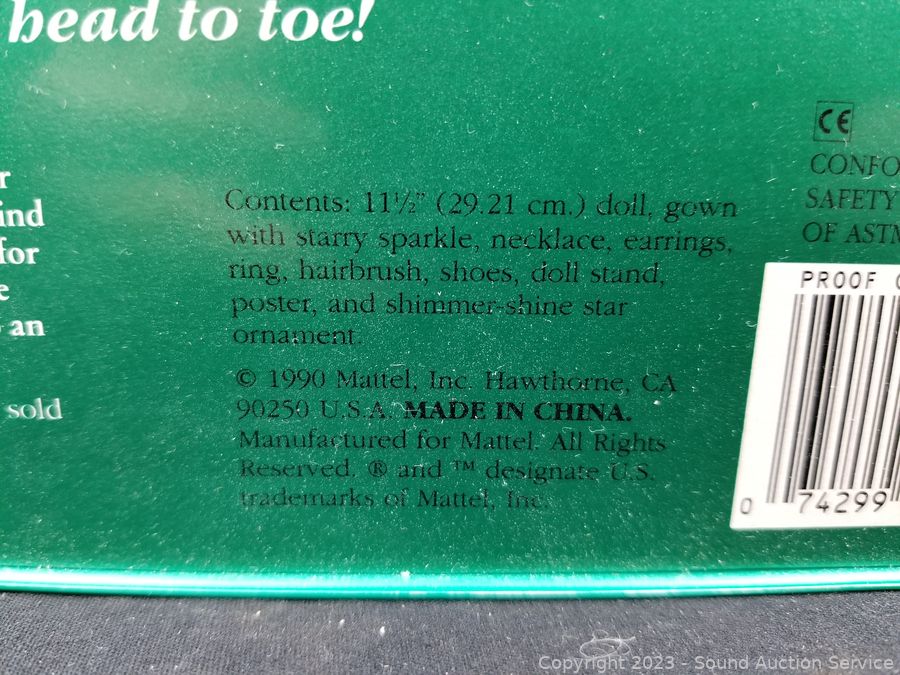 head to toe!
r
ind
for
e
an
sold
Contents: 11½" (29.21 cm.) doll, gown
with starry sparkle, necklace, earrings,
ring, hairbrush, shoes, doll stand,
poster, and shimmer-shine star
ornament.
© 1990 Mattel, Inc. Hawthorne, CA
90250 U.S.A. MADE IN CHINA.
Manufactured for Mattel. All Rights
Reserved. ® and ™ designate U.S.
trademarks of Mattel, Inc.
CE
CONFO
SAFETY
OF ASTM
PROOF O
0 74299
Copyright 2023 - Sound Auction Service